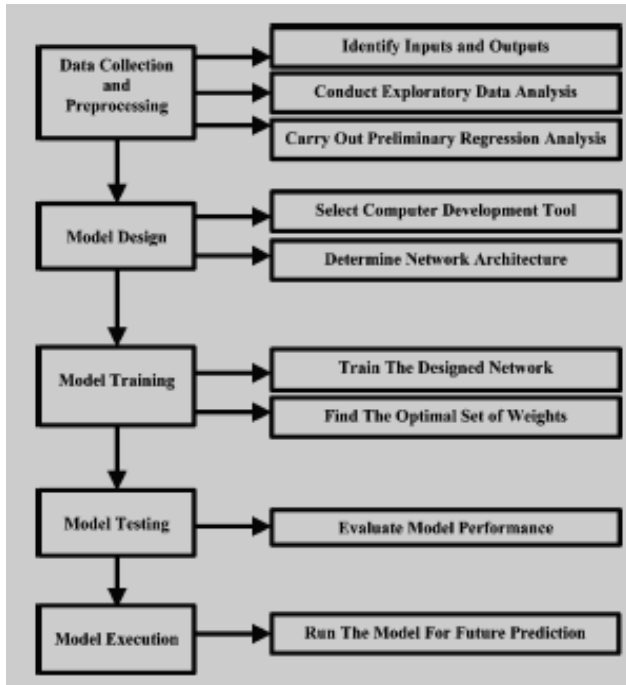 Data Collection
and
Preprocessing
Identify Inputs and Outputs
Conduct Exploratory Data Analysis
Carry Out Preliminary Regression Analysis
Model Design
Select Computer Development Tool
Determine Network Architecture
Model Training
Train The Designed Network
Find The Optimal Set of Weights
Model Testing
Evaluate Model Performance
Model Execution
Run The Model For Future Prediction